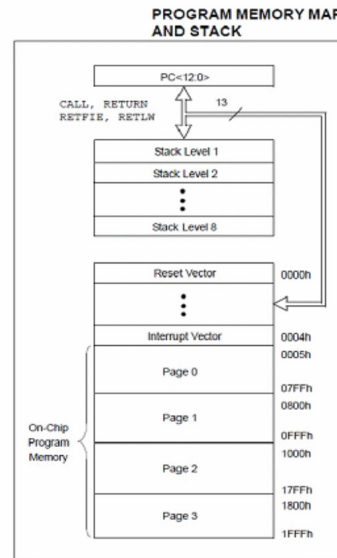 PROGRAM MEMORY MAP
AND STACK
PC<12:0>
CALL, RETURN
RETFIE, RETLW
13
Stack Level 1
Stack Level 2
Stack Level 8
Reset Vector
0000h
Interrupt Vector
0004h
0005h
Page 0
07FFh
0800h
Page 1
0FFFh
On-Chip
Program
Memory
1000h
Page 2
17FFh
1800h
Page 3
1FFFh